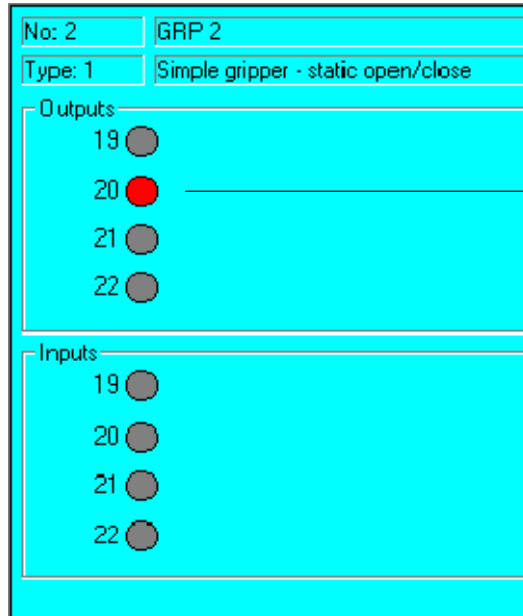 No: 2 GRP 2
Type: 1 Simple gripper - static open/close
Outputs
19
20
21
22
Inputs
19
20
21
22